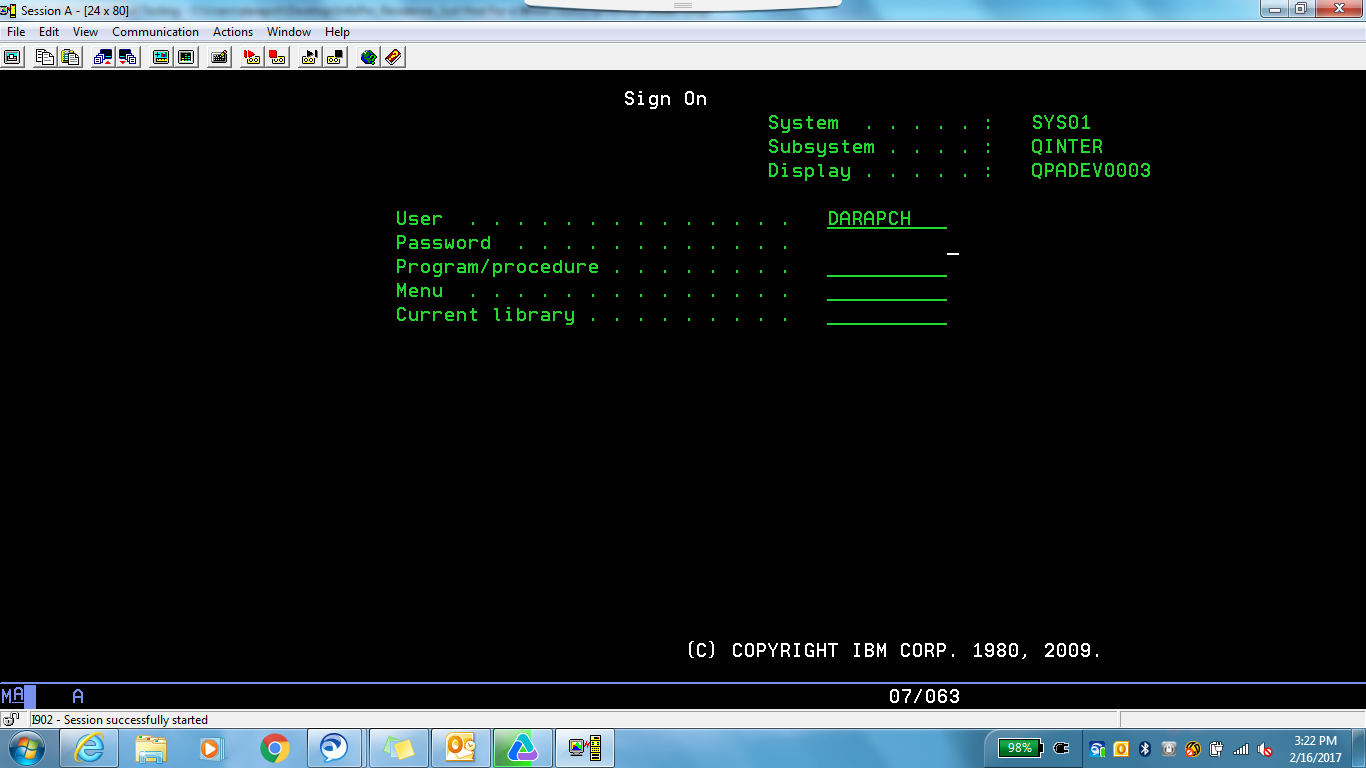 Session A - [24 x 80]
File Edit View Communication Actions Window Help
Sign On
System . . . . . : SYS01
Subsystem . . . . : QINTER
Display . . . . . : QPADEV0003
User . . . . . . . . . . . . . . DARAPCH
Password . . . . . . . . . . . .
Program/procedure . . . . . . . .
Menu . . . . . . . . . . . . . .
Current library . . . . . . . . .
(C) COPYRIGHT IBM CORP. 1980, 2009.
MA A 07/063
I902 - Session successfully started
98% 3:22 PM
2/16/2017